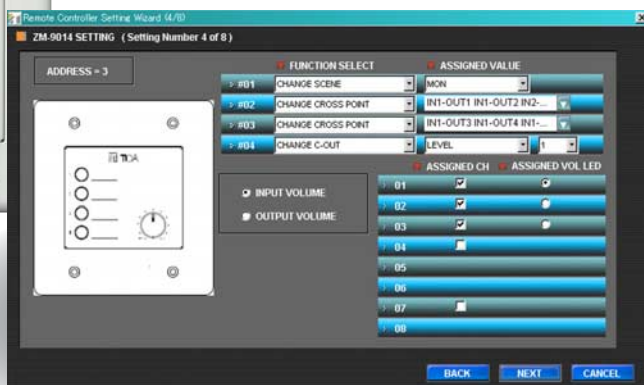 Remote Controller Setting Wizard (4/8)
ZM-9014 SETTING ( Setting Number 4 of 8 )
ADDRESS = 3
FUNCTION SELECT ASSIGNED VALUE
#01 CHANGE SCENE MON
#02 CHANGE CROSS POINT IN1-OUT1 IN1-OUT2 IN2-...
#03 CHANGE CROSS POINT IN1-OUT3 IN1-OUT4 IN1-...
#04 CHANGE C-OUT LEVEL 1
TOA
INPUT VOLUME
OUTPUT VOLUME
ASSIGNED CH ASSIGNED VOL LED
01
02
03
04
05
06
07
08
BACK NEXT CANCEL